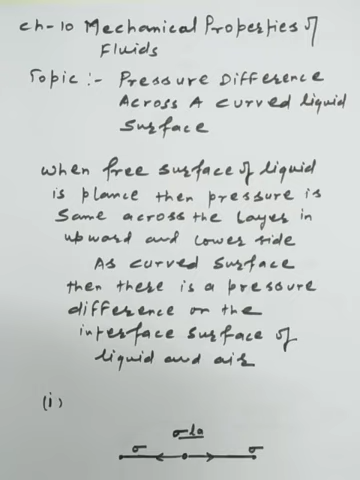 ch-10 Mechanical Properties of
Fluids
Topic :- Pressure Difference
Across A curved liquid
Surface
when free surface of liquid
is plance then pressure is
Same across the layer in
upward and lower side
As curved surface
then there is a pressure
difference on the
interface surface of
liquid and air
(i)
σ la
σ σ